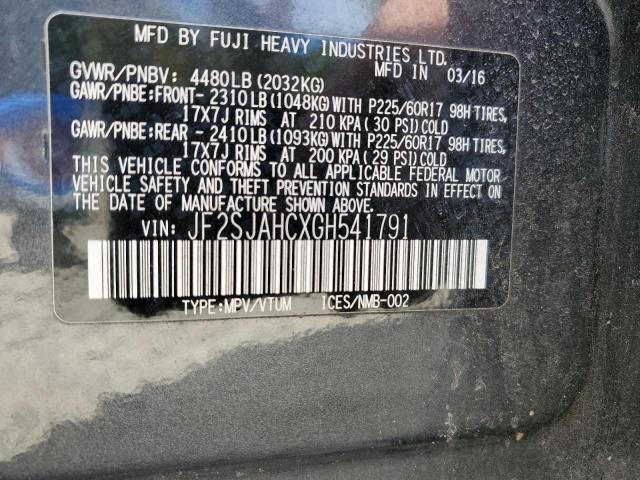 MFD BY FUJI HEAVY INDUSTRIES LTD.
MFD IN 03/16
GVWR/PNBV: 4480LB(2032KG)
GAWR/PNBE:FRONT- 2310LB(1048KG)WITH P225/60R17 98H TIRES,
17X7J RIMS AT 210 KPA(30 PSI)COLD
GAWR/PNBE:REAR - 2410LB(1093KG)WITH P225/60R17 98H TIRES,
17X7J RIMS AT 200 KPA(29 PSI)COLD
THIS VEHICLE CONFORMS TO ALL APPLICABLE FEDERAL MOTOR
VEHICLE SAFETY AND THEFT PREVENTION STANDARDS IN EFFECT ON
THE DATE OF MANUFACTURE SHOWN ABOVE.
VIN: JF2SJAHCXGH541791
TYPE:MPV/VTUM ICES/NMB-002